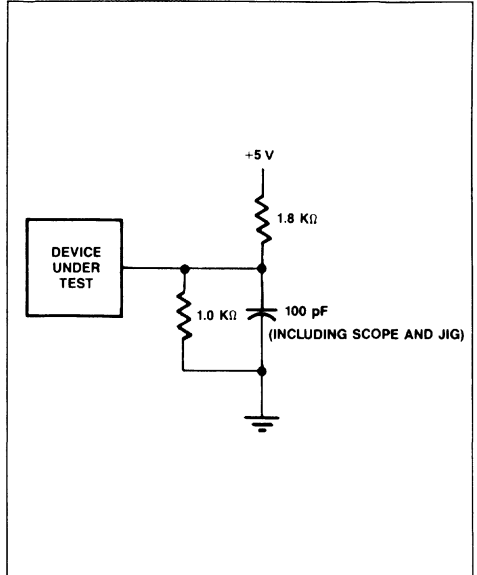 +5 V
1.8 KΩ
DEVICE
UNDER
TEST
1.0 KΩ
100 pF
(INCLUDING SCOPE AND JIG)